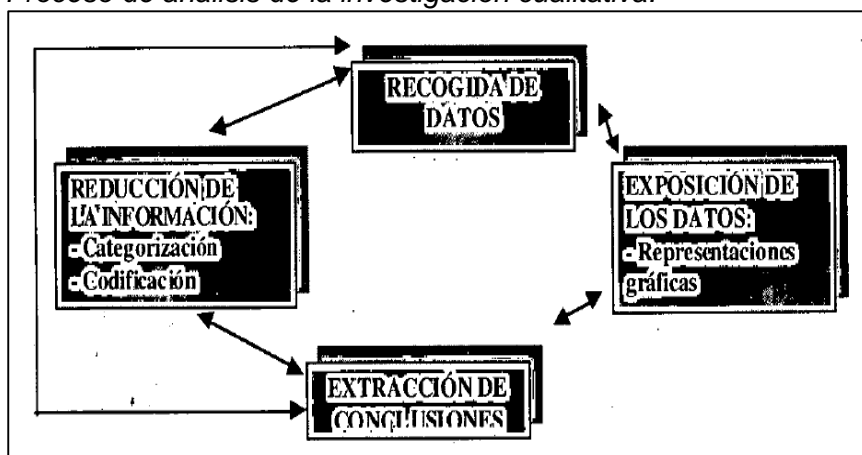 Proceso de análisis de la investigación cualitativa.
RECOGIDA DE
DATOS
REDUCCIÓN DE
LA INFORMACIÓN:
- Categorización
- Codificación
EXPOSICIÓN DE
LOS DATOS:
- Representaciones
gráficas
EXTRACCIÓN DE
CONCLUSIONES